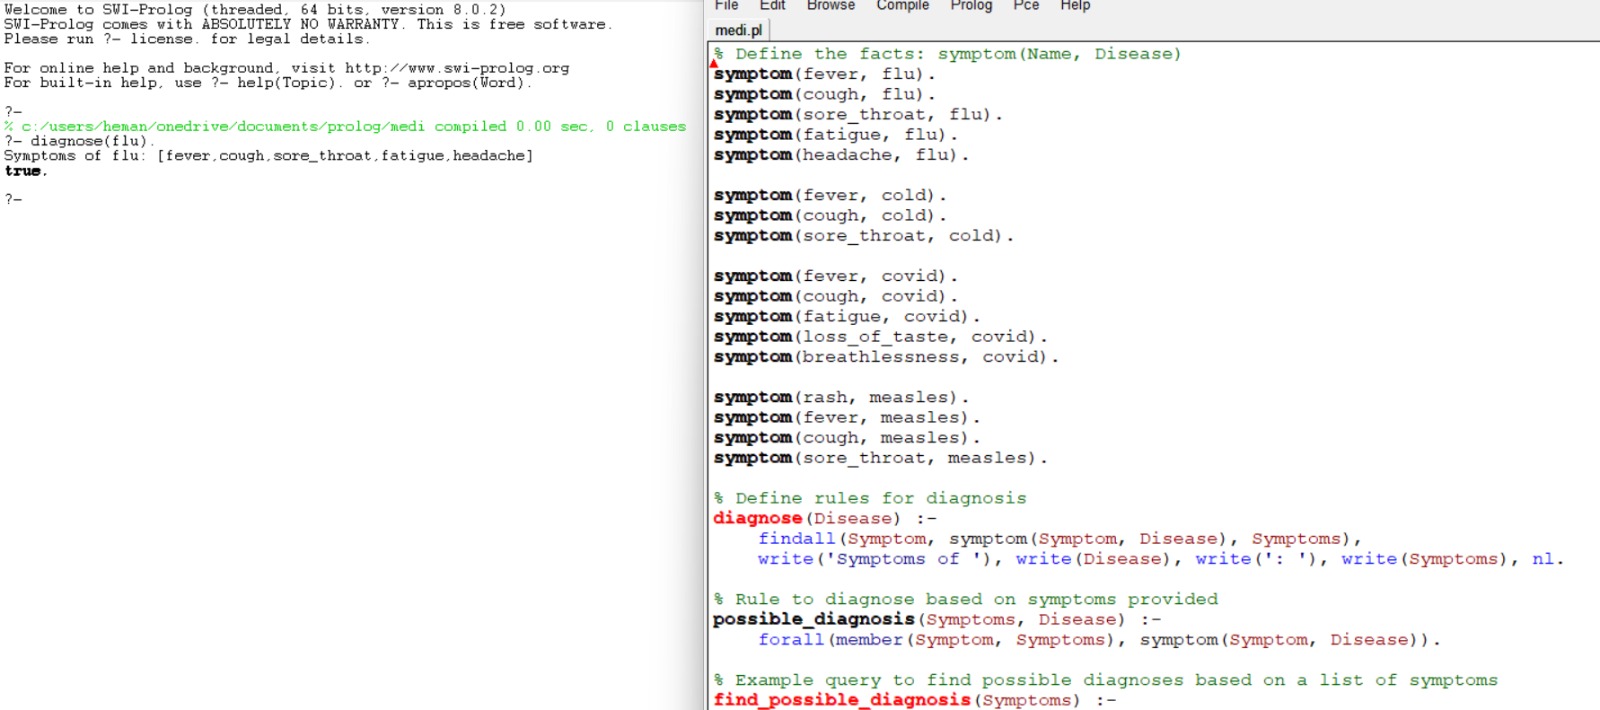 Welcome to SWI-Prolog (threaded, 64 bits, version 8.0.2)
SWI-Prolog comes with ABSOLUTELY NO WARRANTY. This is free software.
Please run ?- license. for legal details.

For online help and background, visit http://www.swi-prolog.org
For built-in help, use ?- help(Topic). or ?- apropos(Word).

?-
% c:/users/heman/onedrive/documents/prolog/medi compiled 0.00 sec, 0 clauses
?- diagnose(flu).
Symptoms of flu: [fever,cough,sore_throat,fatigue,headache]
true.

?-

File Edit Browse Compile Prolog Pce Help
medi.pl
% Define the facts: symptom(Name, Disease)
symptom(fever, flu).
symptom(cough, flu).
symptom(sore_throat, flu).
symptom(fatigue, flu).
symptom(headache, flu).

symptom(fever, cold).
symptom(cough, cold).
symptom(sore_throat, cold).

symptom(fever, covid).
symptom(cough, covid).
symptom(fatigue, covid).
symptom(loss_of_taste, covid).
symptom(breathlessness, covid).

symptom(rash, measles).
symptom(fever, measles).
symptom(cough, measles).
symptom(sore_throat, measles).

% Define rules for diagnosis
diagnose(Disease) :-
    findall(Symptom, symptom(Symptom, Disease), Symptoms),
    write('Symptoms of '), write(Disease), write(': '), write(Symptoms), nl.

% Rule to diagnose based on symptoms provided
possible_diagnosis(Symptoms, Disease) :-
    forall(member(Symptom, Symptoms), symptom(Symptom, Disease)).

% Example query to find possible diagnoses based on a list of symptoms
find_possible_diagnosis(Symptoms) :-